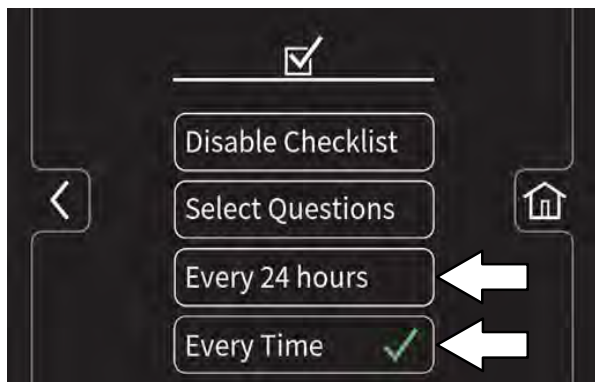 Disable Checklist
Select Questions
Every 24 hours
Every Time